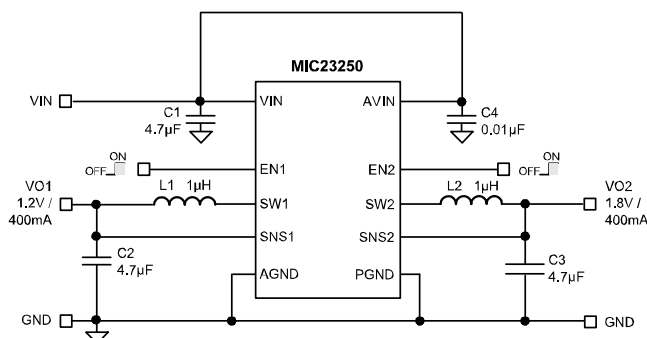 MIC23250
VIN
VIN
AVIN
C1
4.7µF
C4
0.01µF
ON
OFF
EN1
EN2
ON
OFF
VO1
1.2V /
400mA
L1 1µH
SW1
SW2
L2 1µH
VO2
1.8V /
400mA
SNS1
SNS2
C2
4.7µF
AGND
PGND
C3
4.7µF
GND
GND